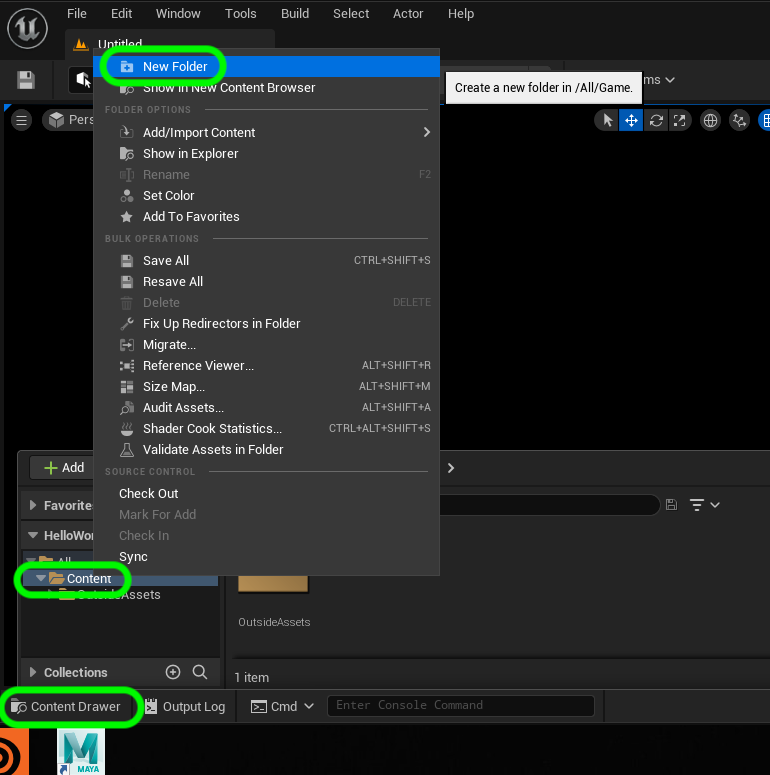 File Edit Window Tools Build Select Actor Help
Untitled
New Folder
Show in New Content Browser
Create a new folder in /All/Game.
ms
Pers
FOLDER OPTIONS
Add/Import Content
Show in Explorer
Rename F2
Set Color
Add To Favorites
BULK OPERATIONS
Save All CTRL+SHIFT+S
Resave All
Delete DELETE
Fix Up Redirectors in Folder
Migrate...
Reference Viewer... ALT+SHIFT+R
Size Map... ALT+SHIFT+M
Audit Assets... ALT+SHIFT+A
Shader Cook Statistics... CTRL+ALT+SHIFT+S
Validate Assets in Folder
SOURCE CONTROL
Check Out
Mark For Add
Check In
Sync
Add
Favorites
HelloWor
All
Content
OutsideAssets
OutsideAssets
Collections
1 item
Content Drawer Output Log Cmd Enter Console Command
MAYA